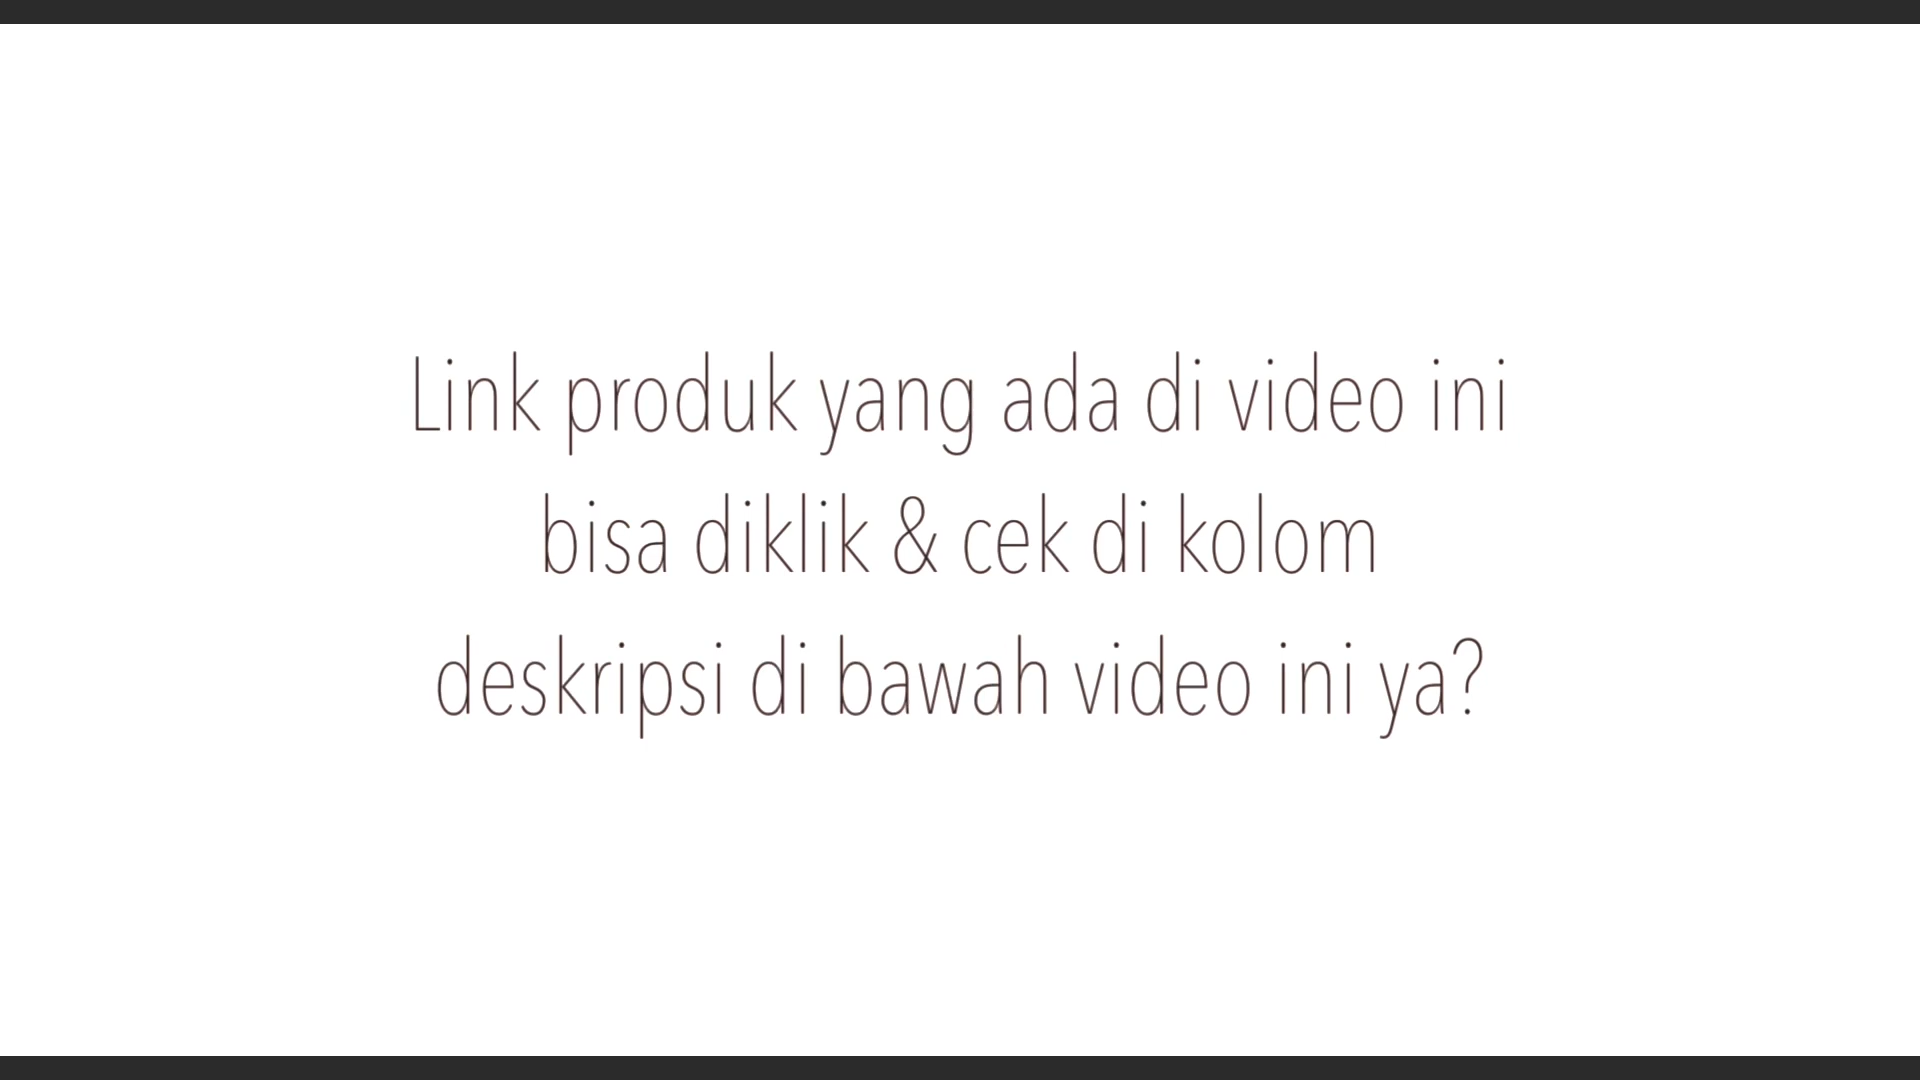 Link produk yang ada di video ini
bisa diklik & cek di kolom
deskripsi di bawah video ini ya?